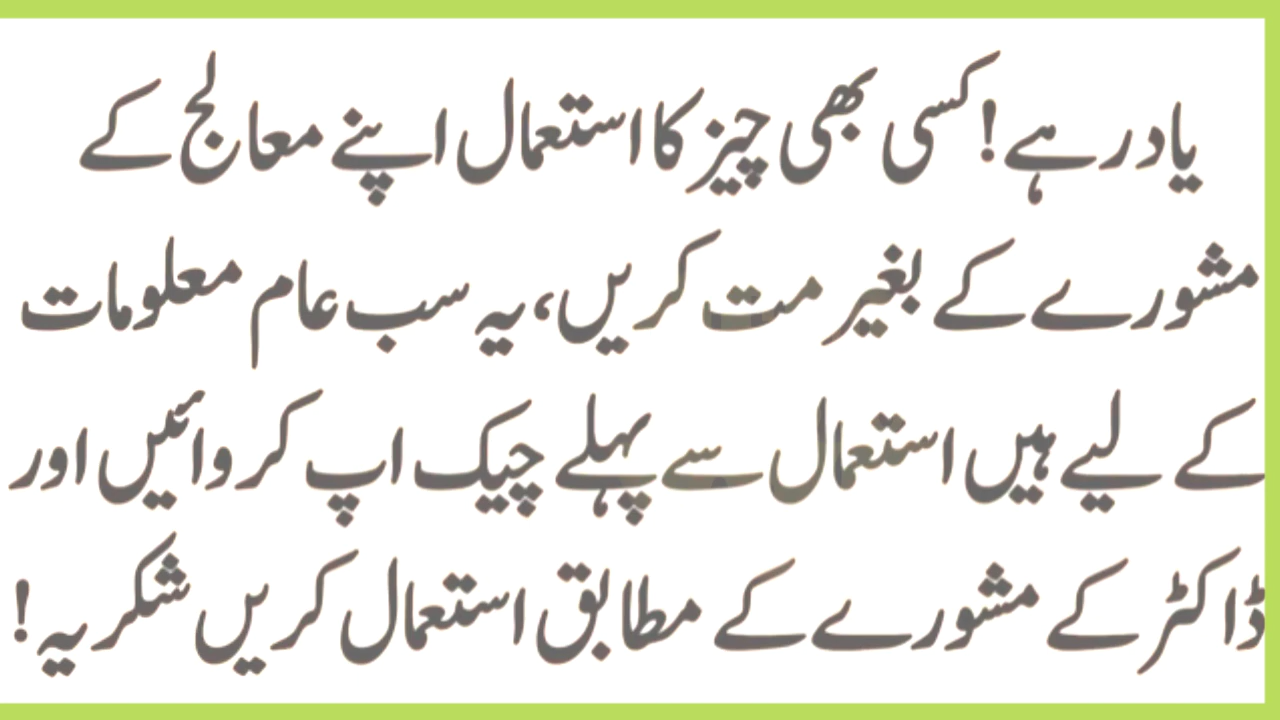 یاد رہے! کسی بھی چیز کا استعمال اپنے معالج کے
مشورے کے بغیر مت کریں، یہ سب عام معلومات
کے لیے ہیں استعمال سے پہلے چیک اپ کروائیں اور
ڈاکٹر کے مشورے کے مطابق استعمال کریں شکریہ!